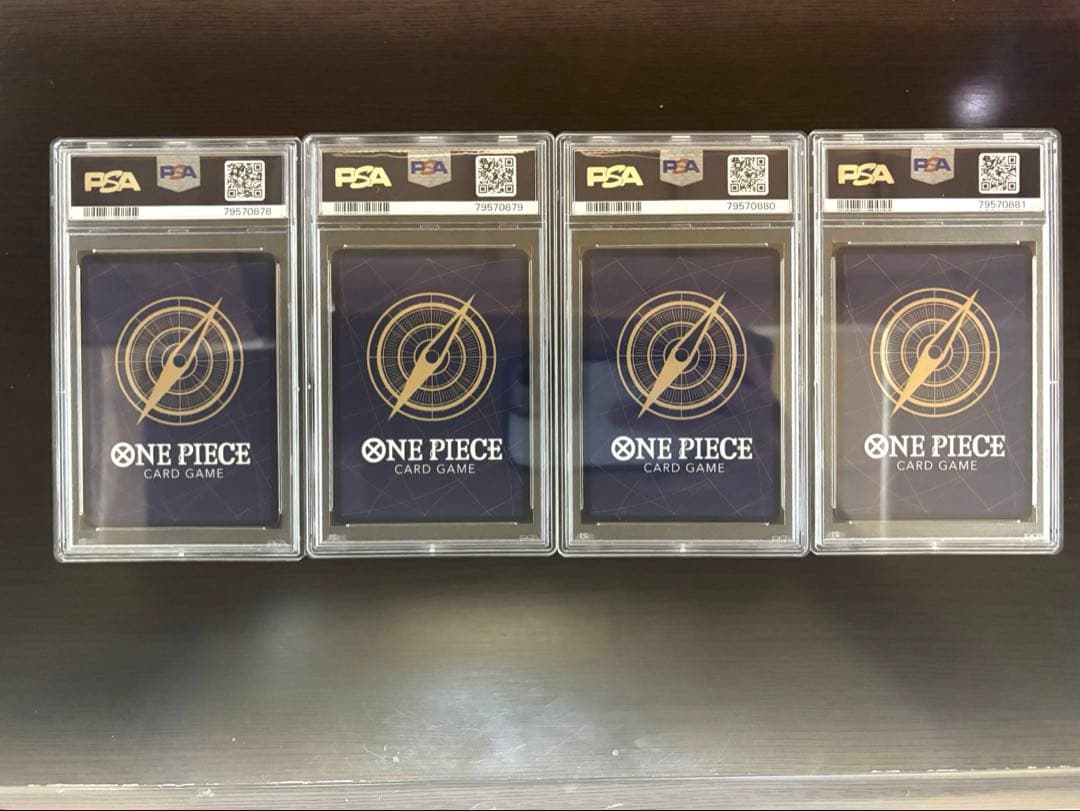 PSA PSA
79570878
ONE PIECE
CARD GAME
PSA PSA
79570879
ONE PIECE
CARD GAME
PSA PSA
79570880
ONE PIECE
CARD GAME
PSA PSA
79570881
ONE PIECE
CARD GAME